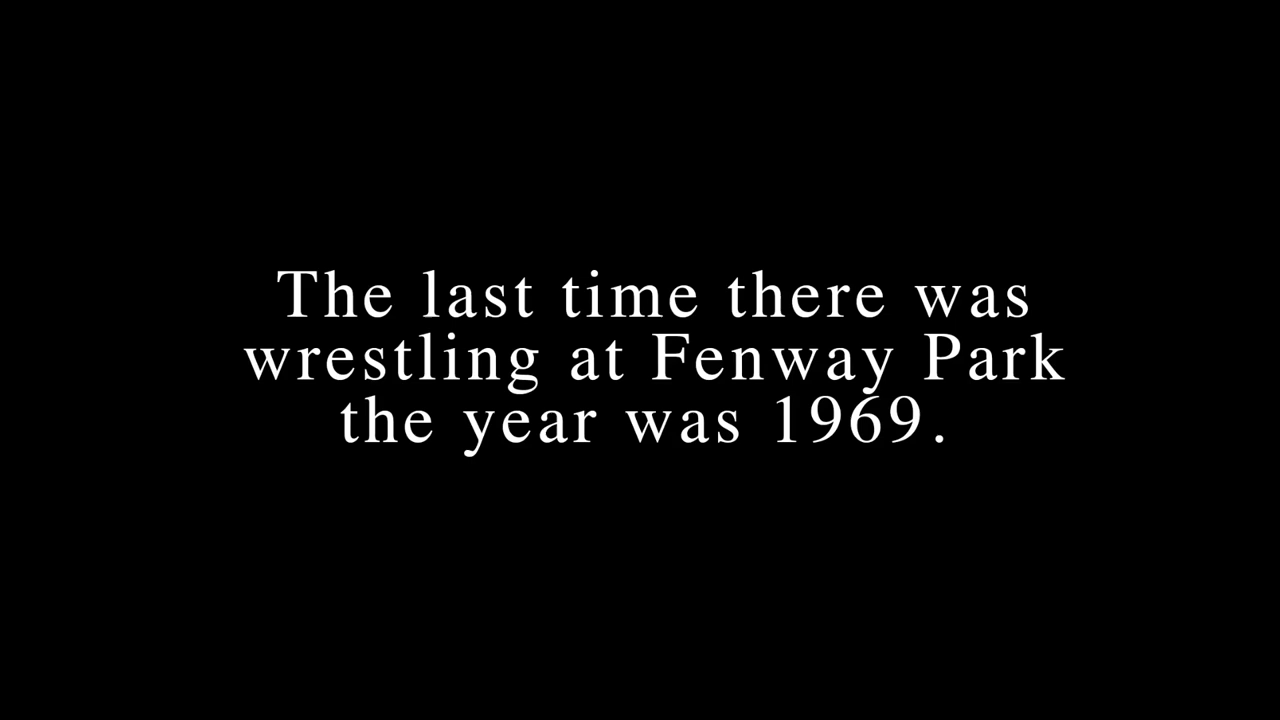 The last time there was
wrestling at Fenway Park
the year was 1969.